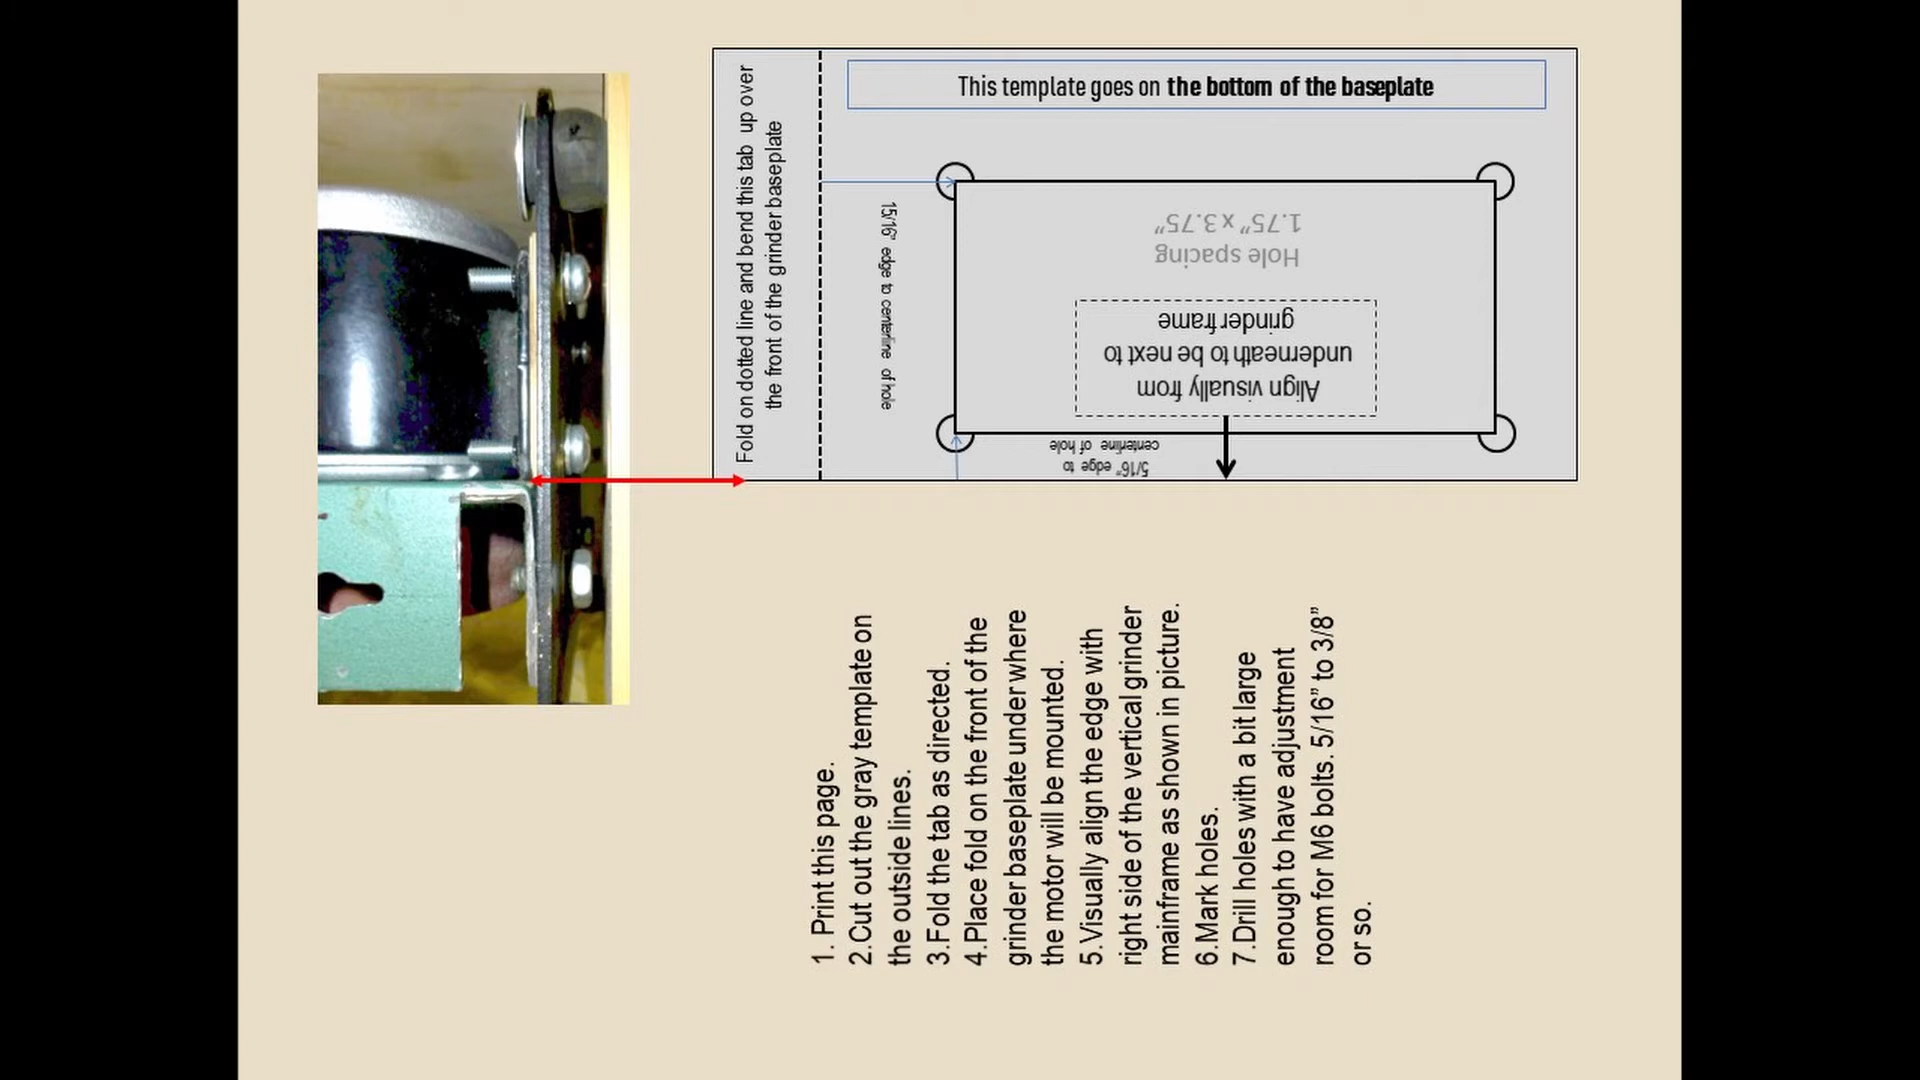 This template goes on the bottom of the baseplate
Fold on dotted line and bend this tab up over
the front of the grinder baseplate
15/16” edge to centerline of hole
Hole spacing
1.75” x 3.75”
Align visually from
underneath to be next to
grinder frame
5/16” edge to
centerline of hole
1. Print this page.
2.Cut out the gray template on
the outside lines.
3.Fold the tab as directed.
4.Place fold on the front of the
grinder baseplate under where
the motor will be mounted.
5.Visually align the edge with
right side of the vertical grinder
mainframe as shown in picture.
6.Mark holes.
7.Drill holes with a bit large
enough to have adjustment
room for M6 bolts. 5/16” to 3/8”
or so.